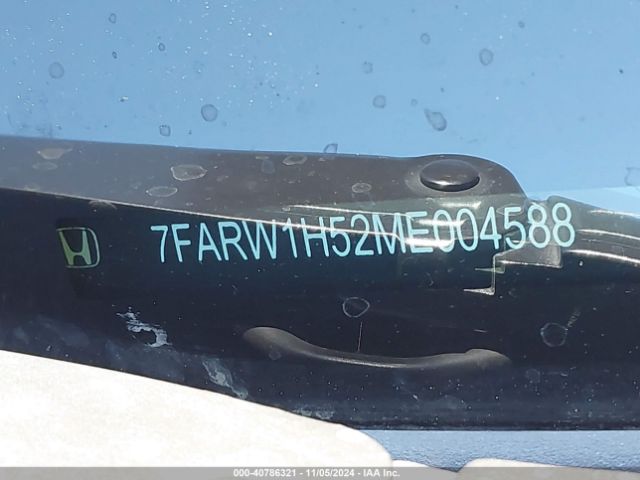 7FARW1H52ME004588
000-40786321 - 11/05/2024 - IAA Inc.